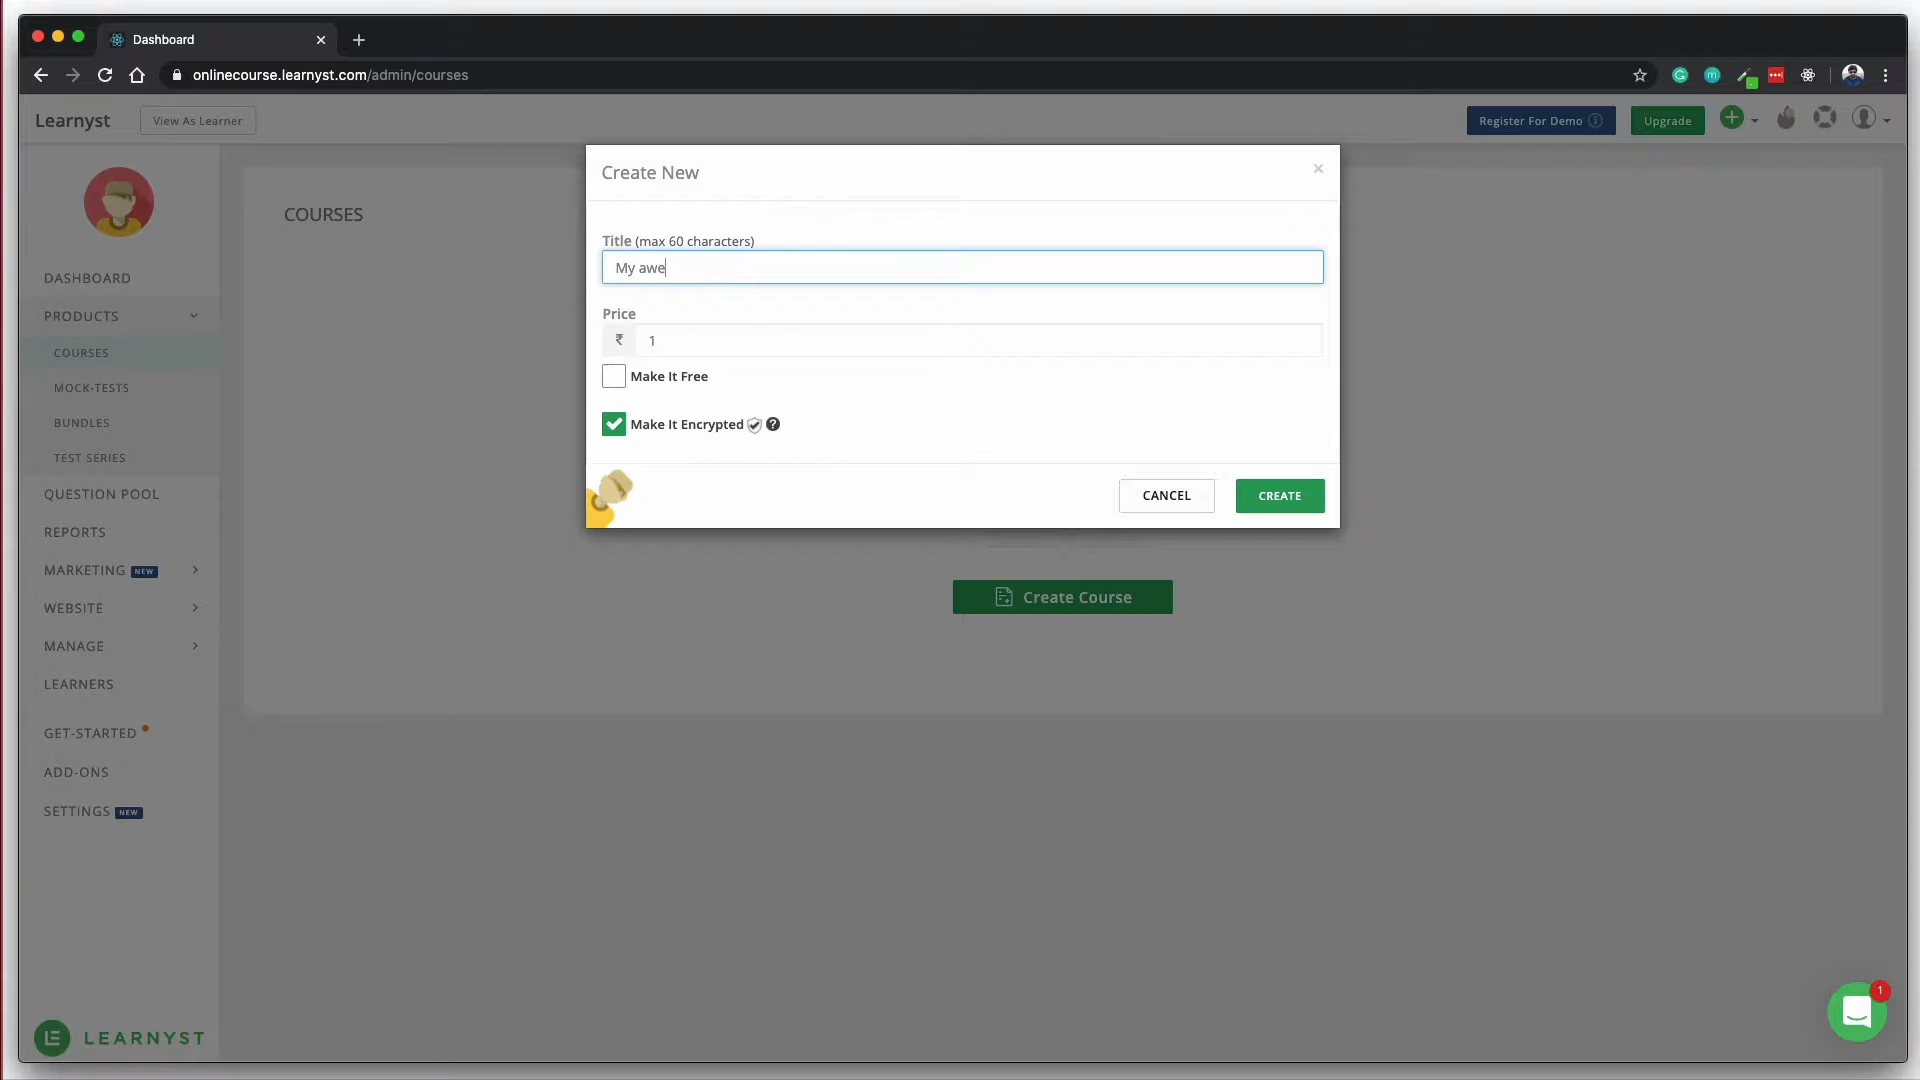 Dashboard
onlinecourse.learnyst.com/admin/courses
Learnyst
View As Learner
Register For Demo
Upgrade
Create New
COURSES
Title (max 60 characters)
My awe
DASHBOARD
PRODUCTS
Price
₹ 1
COURSES
Make It Free
MOCK-TESTS
BUNDLES
Make It Encrypted
TEST SERIES
QUESTION POOL
CANCEL
CREATE
REPORTS
MARKETING NEW
Create Course
WEBSITE
MANAGE
LEARNERS
GET-STARTED
ADD-ONS
SETTINGS NEW
1
LEARNYST